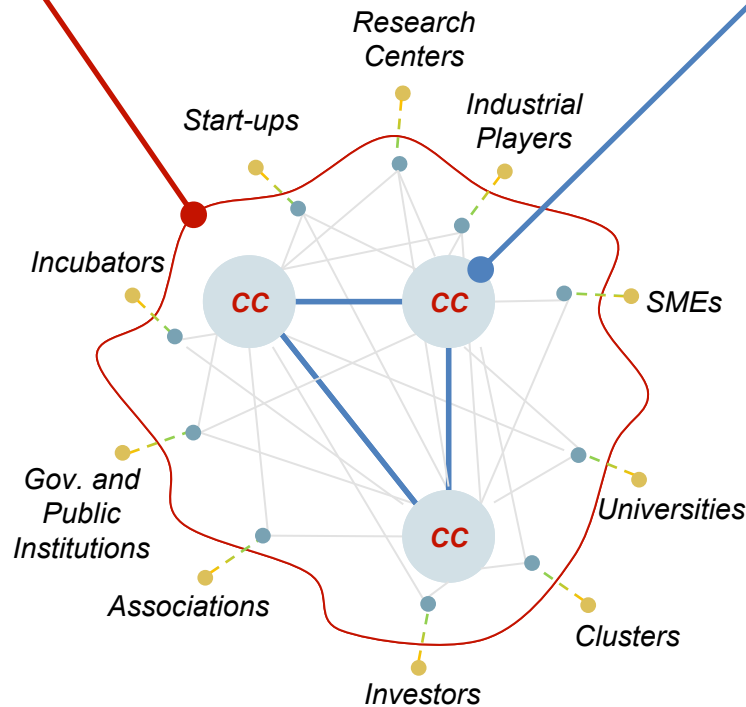 Research
Centers
Industrial
Players
Start-ups
Incubators
CC
CC
SMEs
Gov. and
Public
Institutions
Universities
CC
Associations
Clusters
Investors